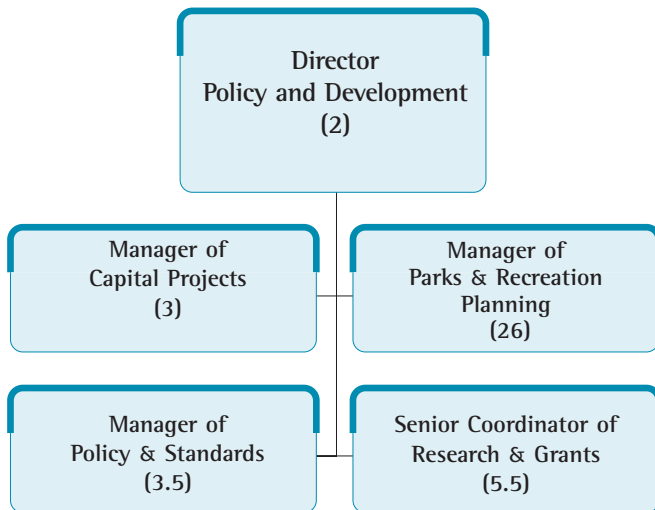 Director
Policy and Development
(2)
Manager of
Capital Projects
(3)
Manager of
Parks & Recreation
Planning
(26)
Manager of
Policy & Standards
(3.5)
Senior Coordinator of
Research & Grants
(5.5)